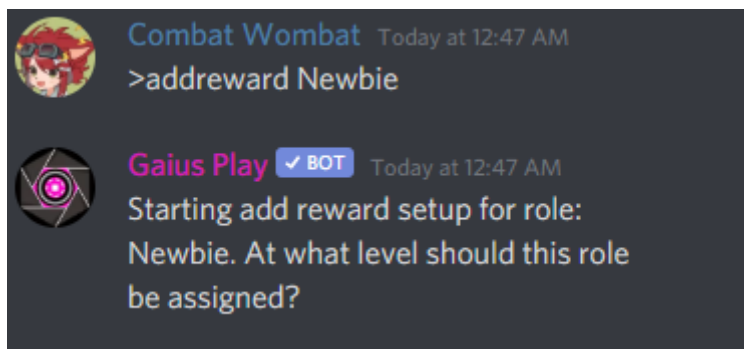 Combat Wombat Today at 12:47 AM
>addreward Newbie
Gaius Play ✓ BOT Today at 12:47 AM
Starting add reward setup for role:
Newbie. At what level should this role
be assigned?